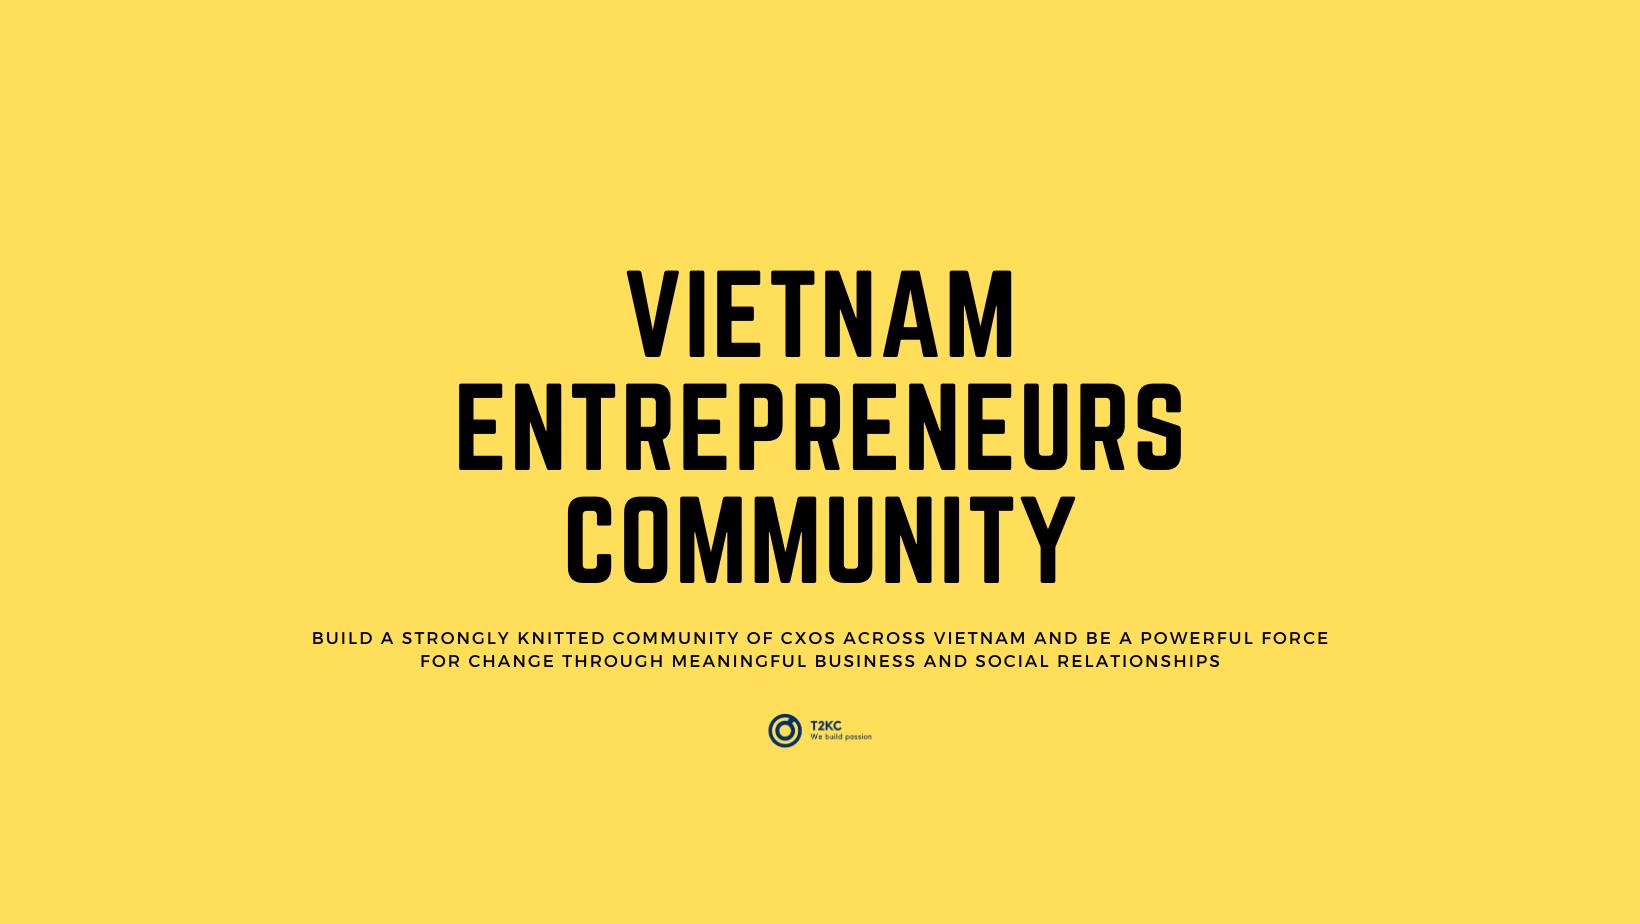 VIETNAM
ENTREPRENEURS
COMMUNITY
BUILD A STRONGLY KNITTED COMMUNITY OF CXOS ACROSS VIETNAM AND BE A POWERFUL FORCE
FOR CHANGE THROUGH MEANINGFUL BUSINESS AND SOCIAL RELATIONSHIPS
T2KC
We build passion